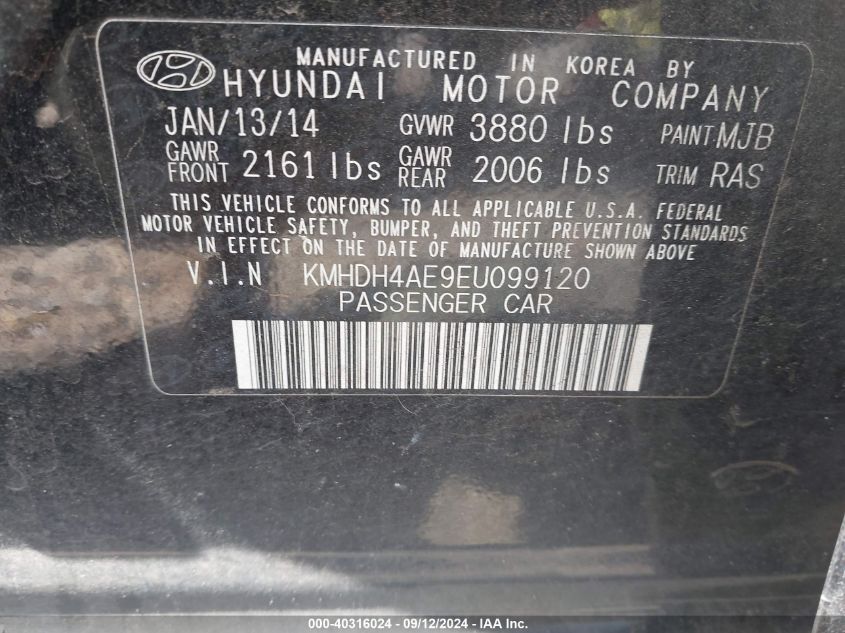 MANUFACTURED IN KOREA BY
HYUNDAI MOTOR COMPANY
JAN/13/14 GVWR 3880 lbs PAINT MJB
GAWR FRONT 2161 lbs GAWR REAR 2006 lbs TRIM RAS
THIS VEHICLE CONFORMS TO ALL APPLICABLE U.S.A. FEDERAL
MOTOR VEHICLE SAFETY, BUMPER, AND THEFT PREVENTION STANDARDS
IN EFFECT ON THE DATE OF MANUFACTURE SHOWN ABOVE
V.I.N KMHDH4AE9EU099120
PASSENGER CAR
000-40316024 - 09/12/2024 - IAA Inc.